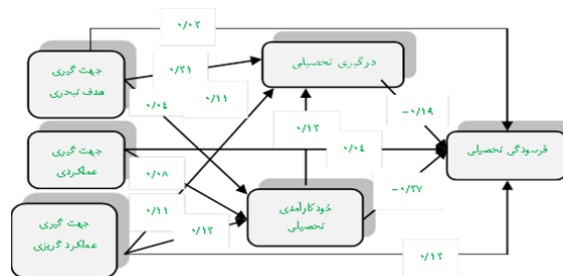 ۰/۰۲
جهت گیری
هدف تبحری
۰/۲۱
درگیری تحصیلی
۰/۰۴
۰/۱۱
-۰/۱۹
۰/۱۲
جهت گیری
عملکردی
۰/۰۴
فرسودگی تحصیلی
۰/۰۸
-۰/۲۷
خودکارآمدی
تحصیلی
۰/۱۱
جهت گیری
عملکرد گریزی
۰/۱۲
۰/۱۲